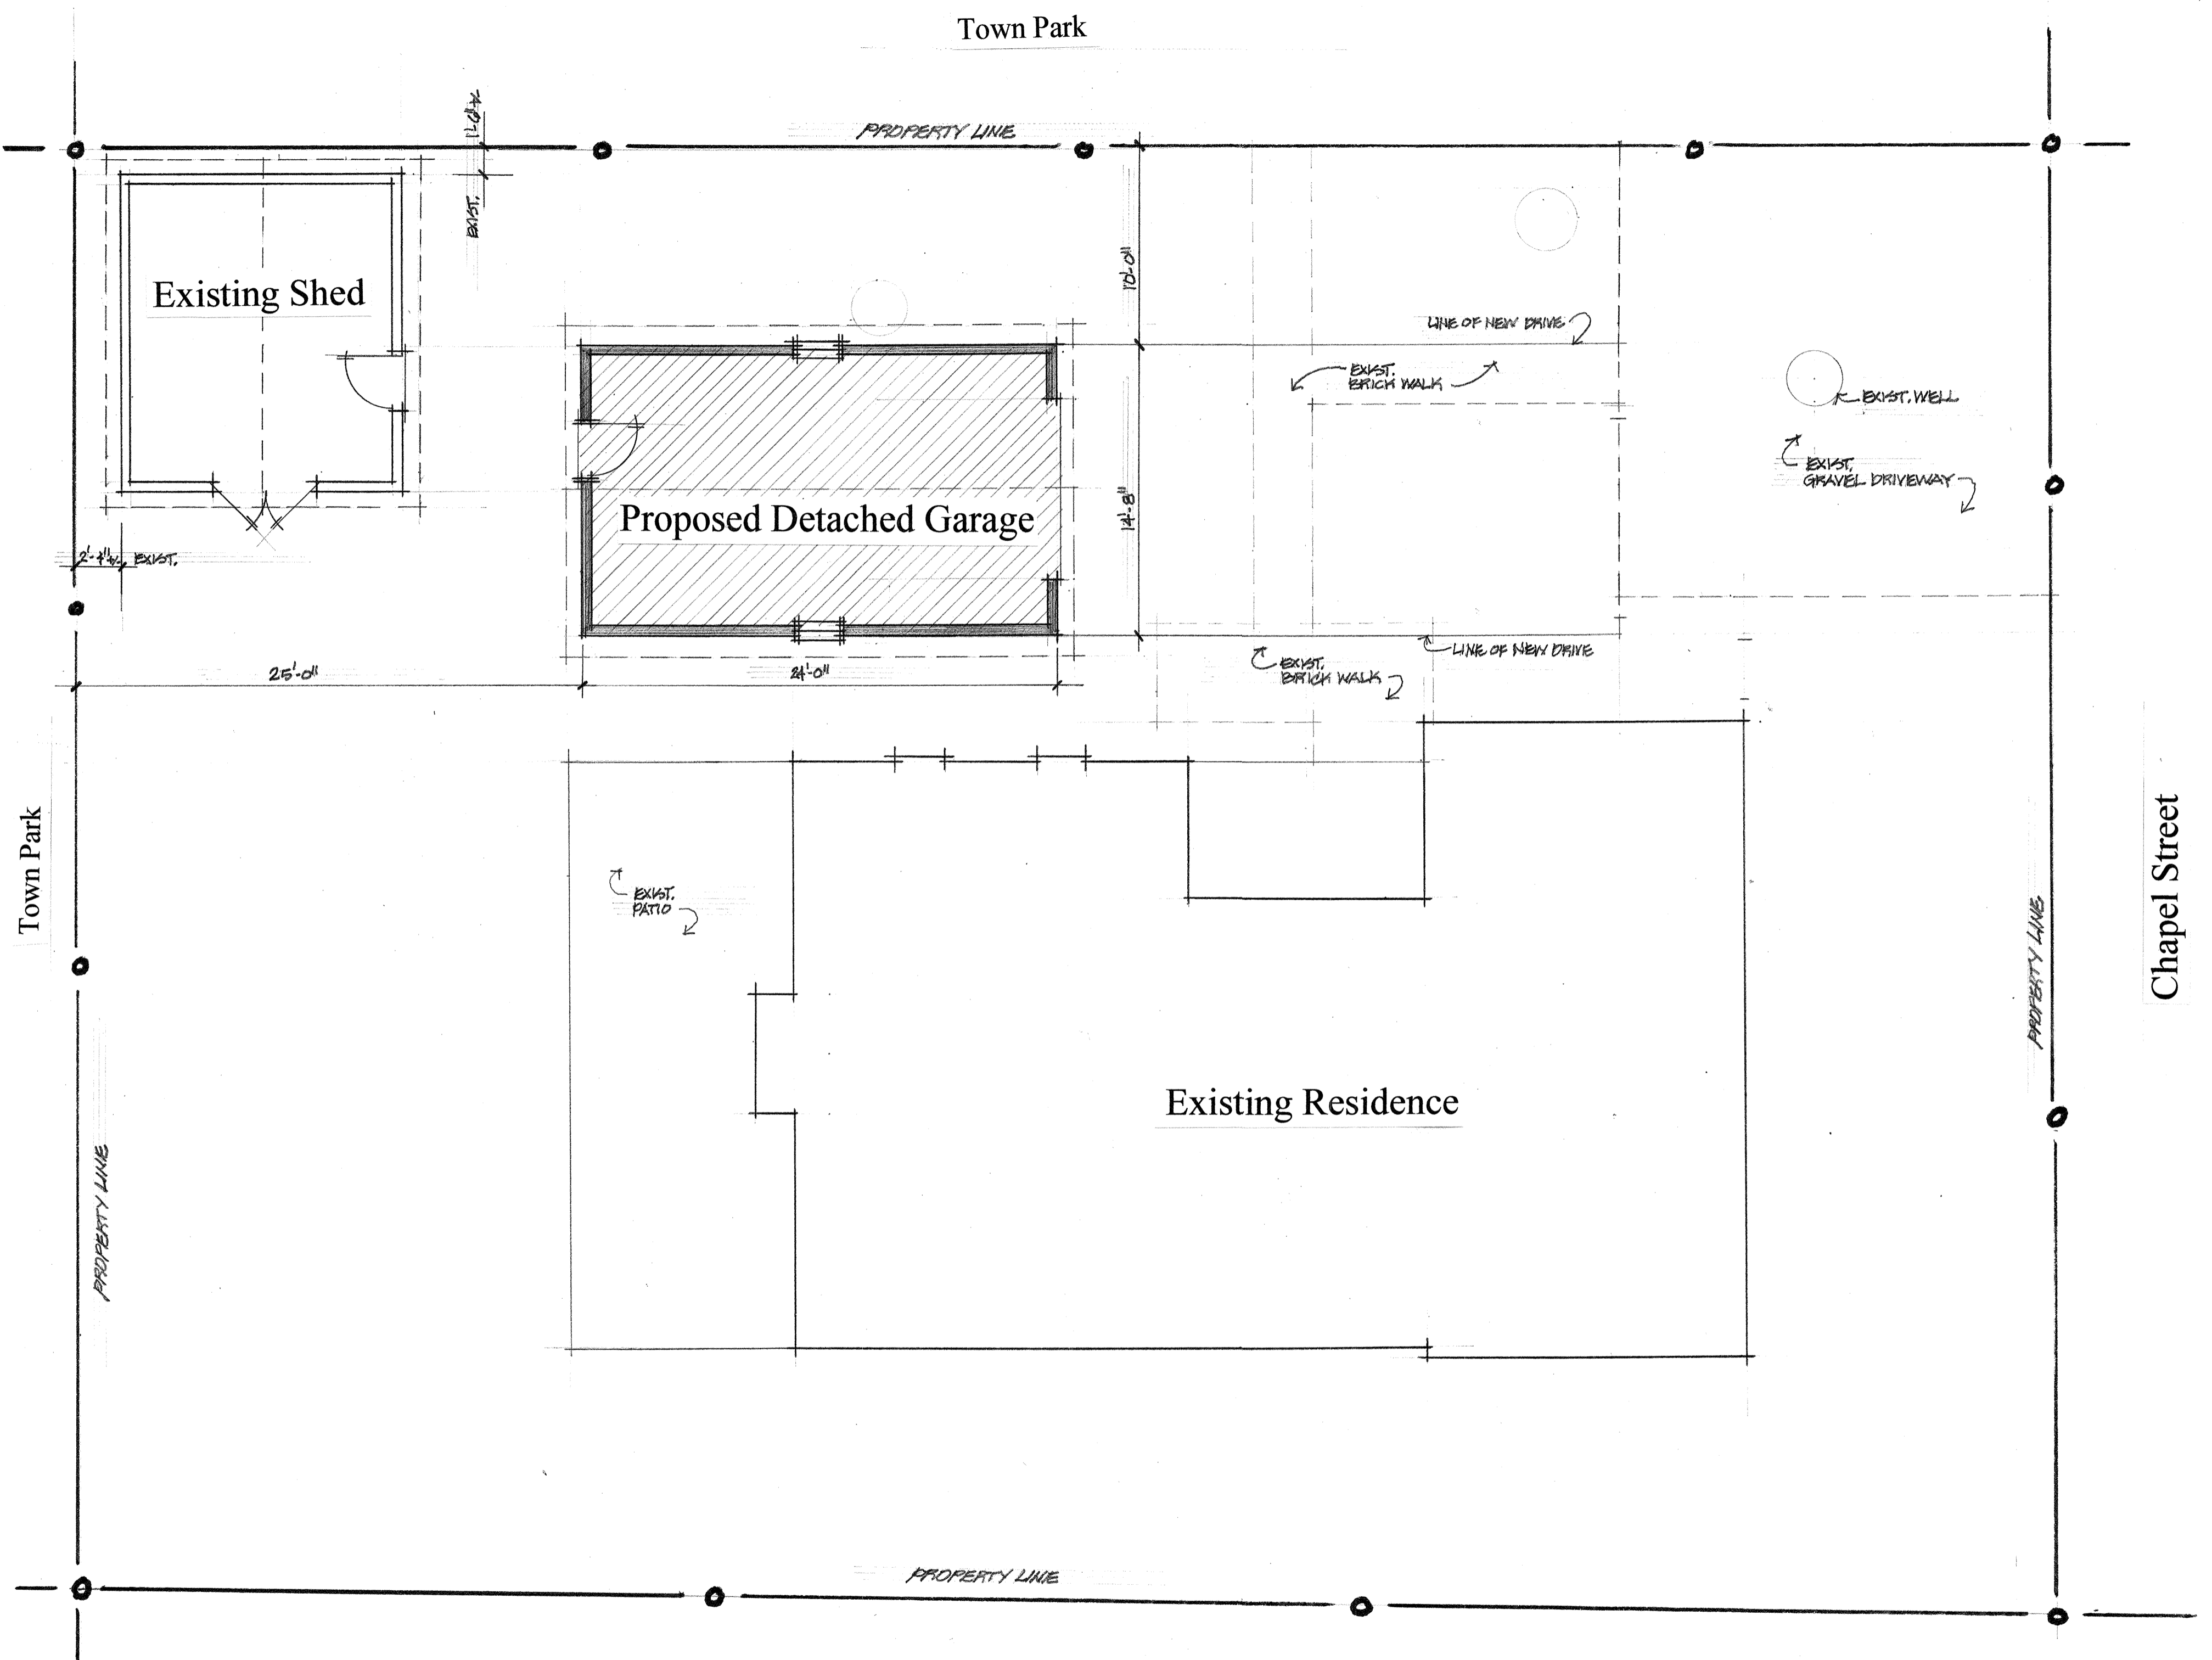 Town Park
PROPERTY LINE
1'-6"±
EXIST.
Existing Shed
10'-0"
LINE OF NEW DRIVE
EXIST.
BRICK WALK
EXIST. WELL
EXIST.
GRAVEL DRIVEWAY
Proposed Detached Garage
14'-8"
EXIST.
LINE OF NEW DRIVE
EXIST.
BRICK WALK
25'-0"
24'-0"
Town Park
EXIST.
PATIO
Chapel Street
PROPERTY LINE
Existing Residence
PROPERTY LINE
PROPERTY LINE